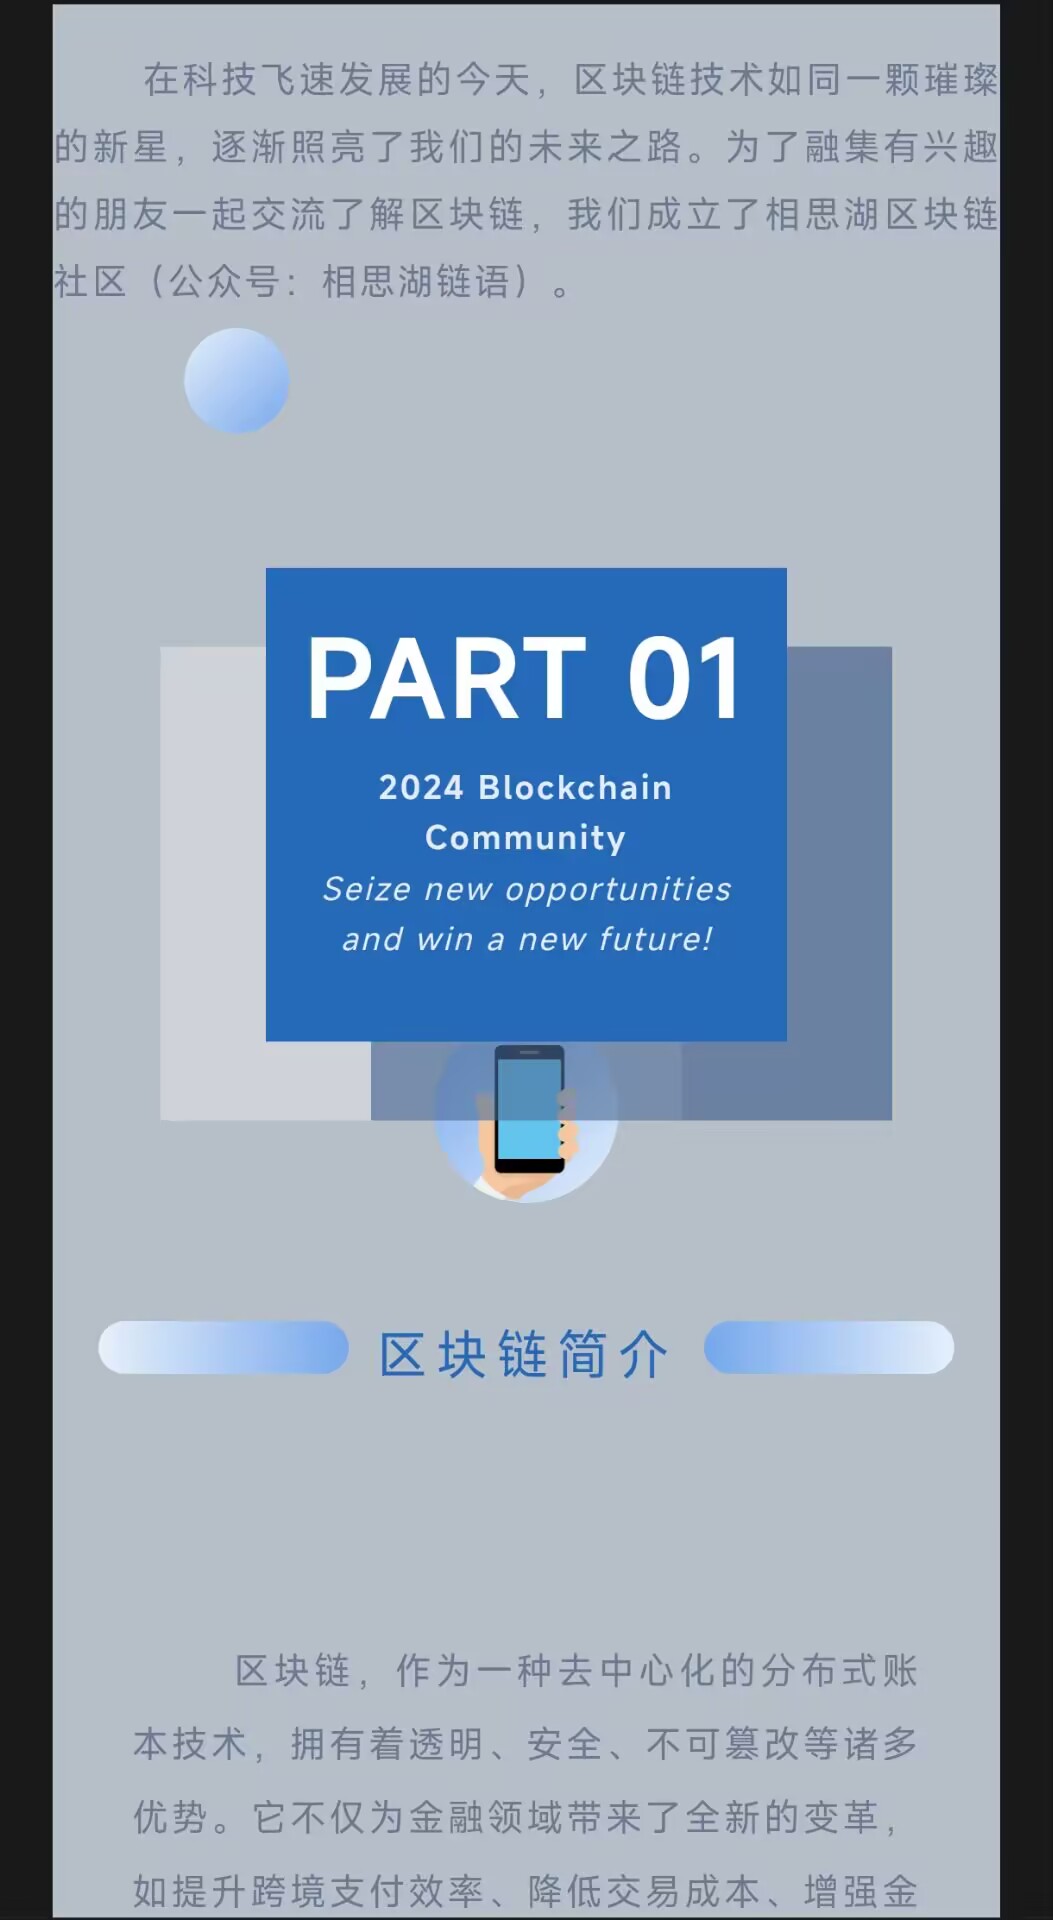 在科技飞速发展的今天，区块链技术如同一颗璀璨
的新星，逐渐照亮了我们的未来之路。为了融集有兴趣
的朋友一起交流了解区块链，我们成立了相思湖区块链
社区（公众号：相思湖链语）。
PART 01
2024 Blockchain
Community
Seize new opportunities
and win a new future!
区块链简介
区块链，作为一种去中心化的分布式账
本技术，拥有着透明、安全、不可篡改等诸多
优势。它不仅为金融领域带来了全新的变革，
如提升跨境支付效率、降低交易成本、增强金